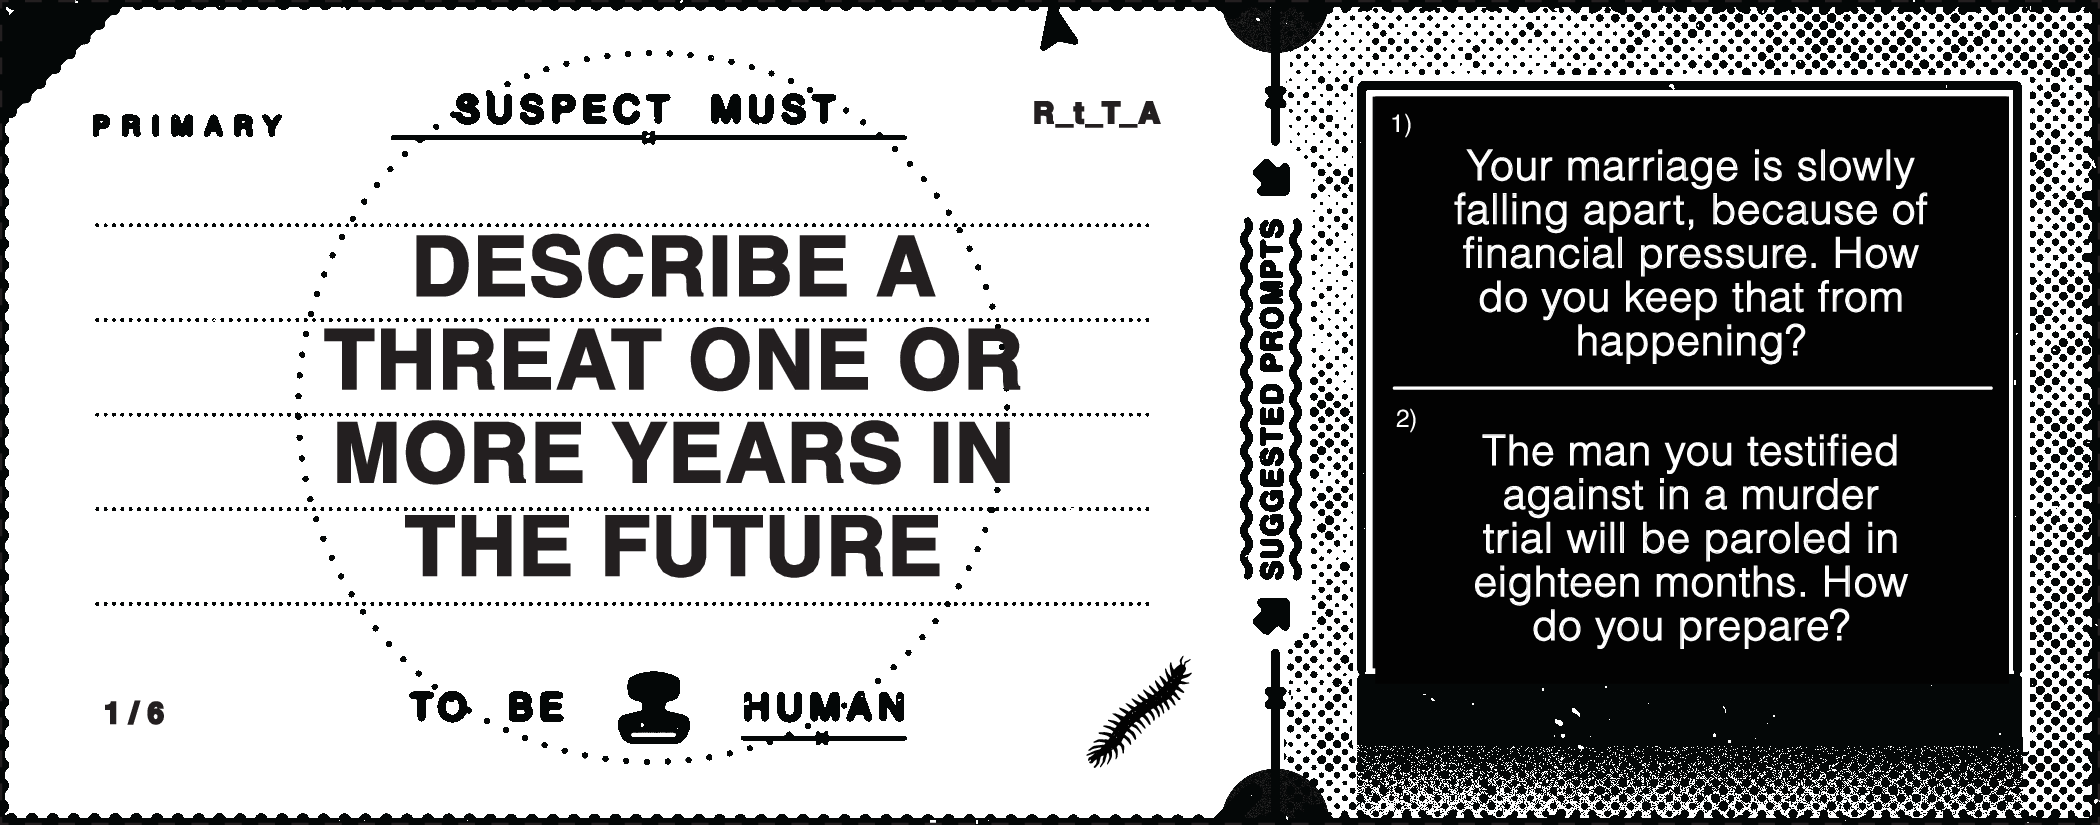 PRIMARY
SUSPECT MUST
R_t_T_A
DESCRIBE A
THREAT ONE OR
MORE YEARS IN
THE FUTURE
1 / 6
TO BE HUMAN
SUGGESTED PROMPTS
1)
Your marriage is slowly
falling apart, because of
financial pressure. How
do you keep that from
happening?
2)
The man you testified
against in a murder
trial will be paroled in
eighteen months. How
do you prepare?